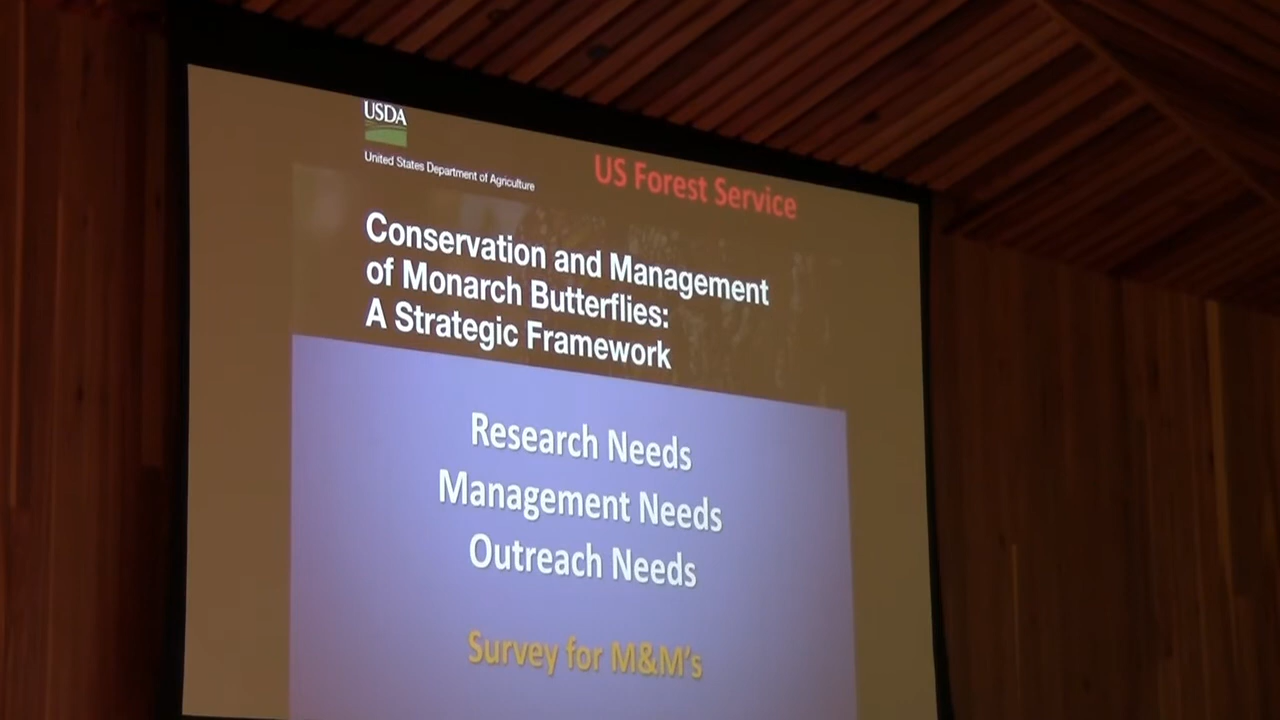 USDA
United States Department of Agriculture
US Forest Service
Conservation and Management
of Monarch Butterflies:
A Strategic Framework
Research Needs
Management Needs
Outreach Needs
Survey for M&M's